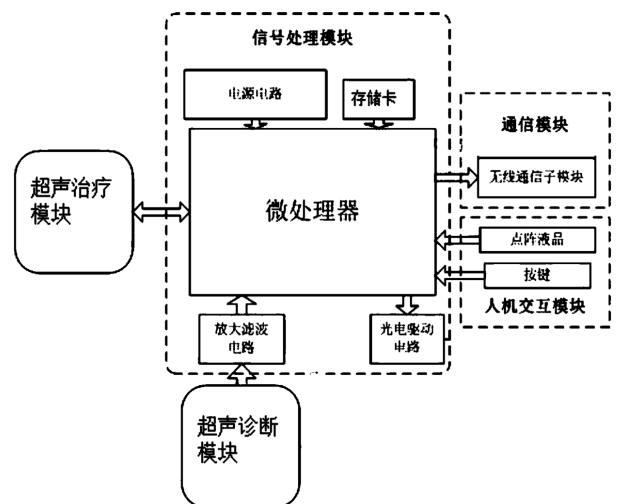 信号处理模块
电源电路
存储卡
通信模块
无线通信子模块
超声治疗
模块
微处理器
点阵液晶
按键
人机交互模块
放大滤波
电路
光电驱动
电路
超声诊断
模块